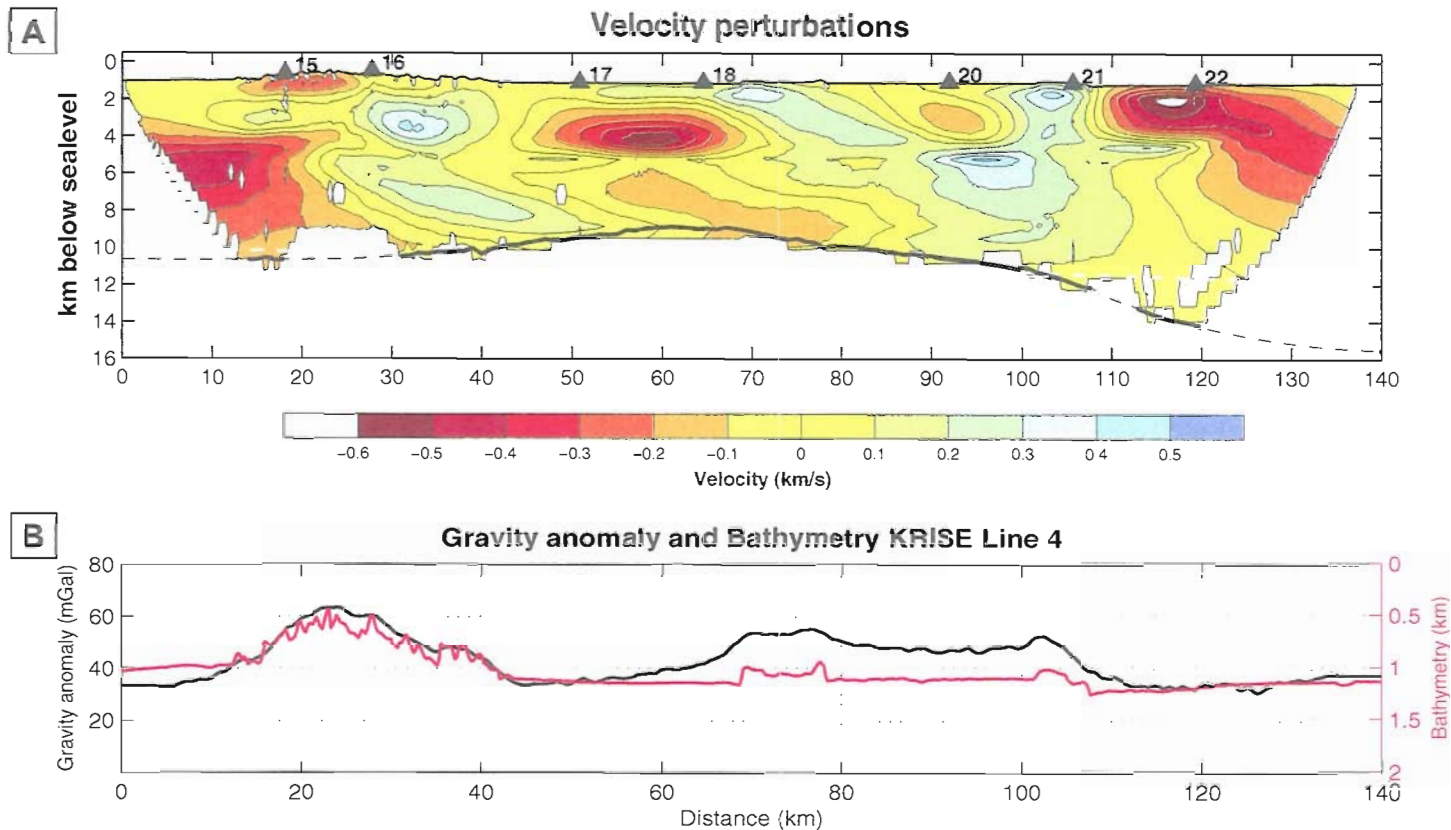 A
Velocity perturbations
15 16 17 18 20 21 22
0
2
4
6
8
10
12
14
16
km below sealevel
0 10 20 30 40 50 60 70 80 90 100 110 120 130 140
−0.6 −0.5 −0.4 −0.3 −0.2 −0.1 0 0.1 0.2 0.3 0 4 0.5
Velocity (km/s)
B
Gravity anomaly and Bathymetry KRISE Line 4
80
60
40
20
Gravity anomaly (mGal)
0
0.5
1
1.5
2
Bathymetry (km)
0 20 40 60 80 100 120 140
Distance (km)